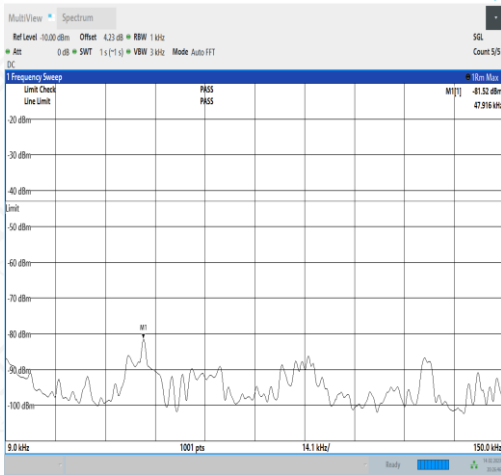 MultiView Spectrum
Ref Level -10.00 dBm Offset 4.23 dB RBW 1 kHz SGL
Att 0 dB SWT 1 s (~1 s) VBW 3 kHz Mode Auto FFT Count 5/5
DC
1 Frequency Sweep 1Rm Max
Limit Check PASS M1[1] -81.52 dBm
Line Limit PASS 47.916 kHz
-20 dBm
-30 dBm
-40 dBm
Limit
-50 dBm
-60 dBm
-70 dBm
-80 dBm
M1
-90 dBm
-100 dBm
9.0 kHz 1001 pts 14.1 kHz/ 150.0 kHz
Ready